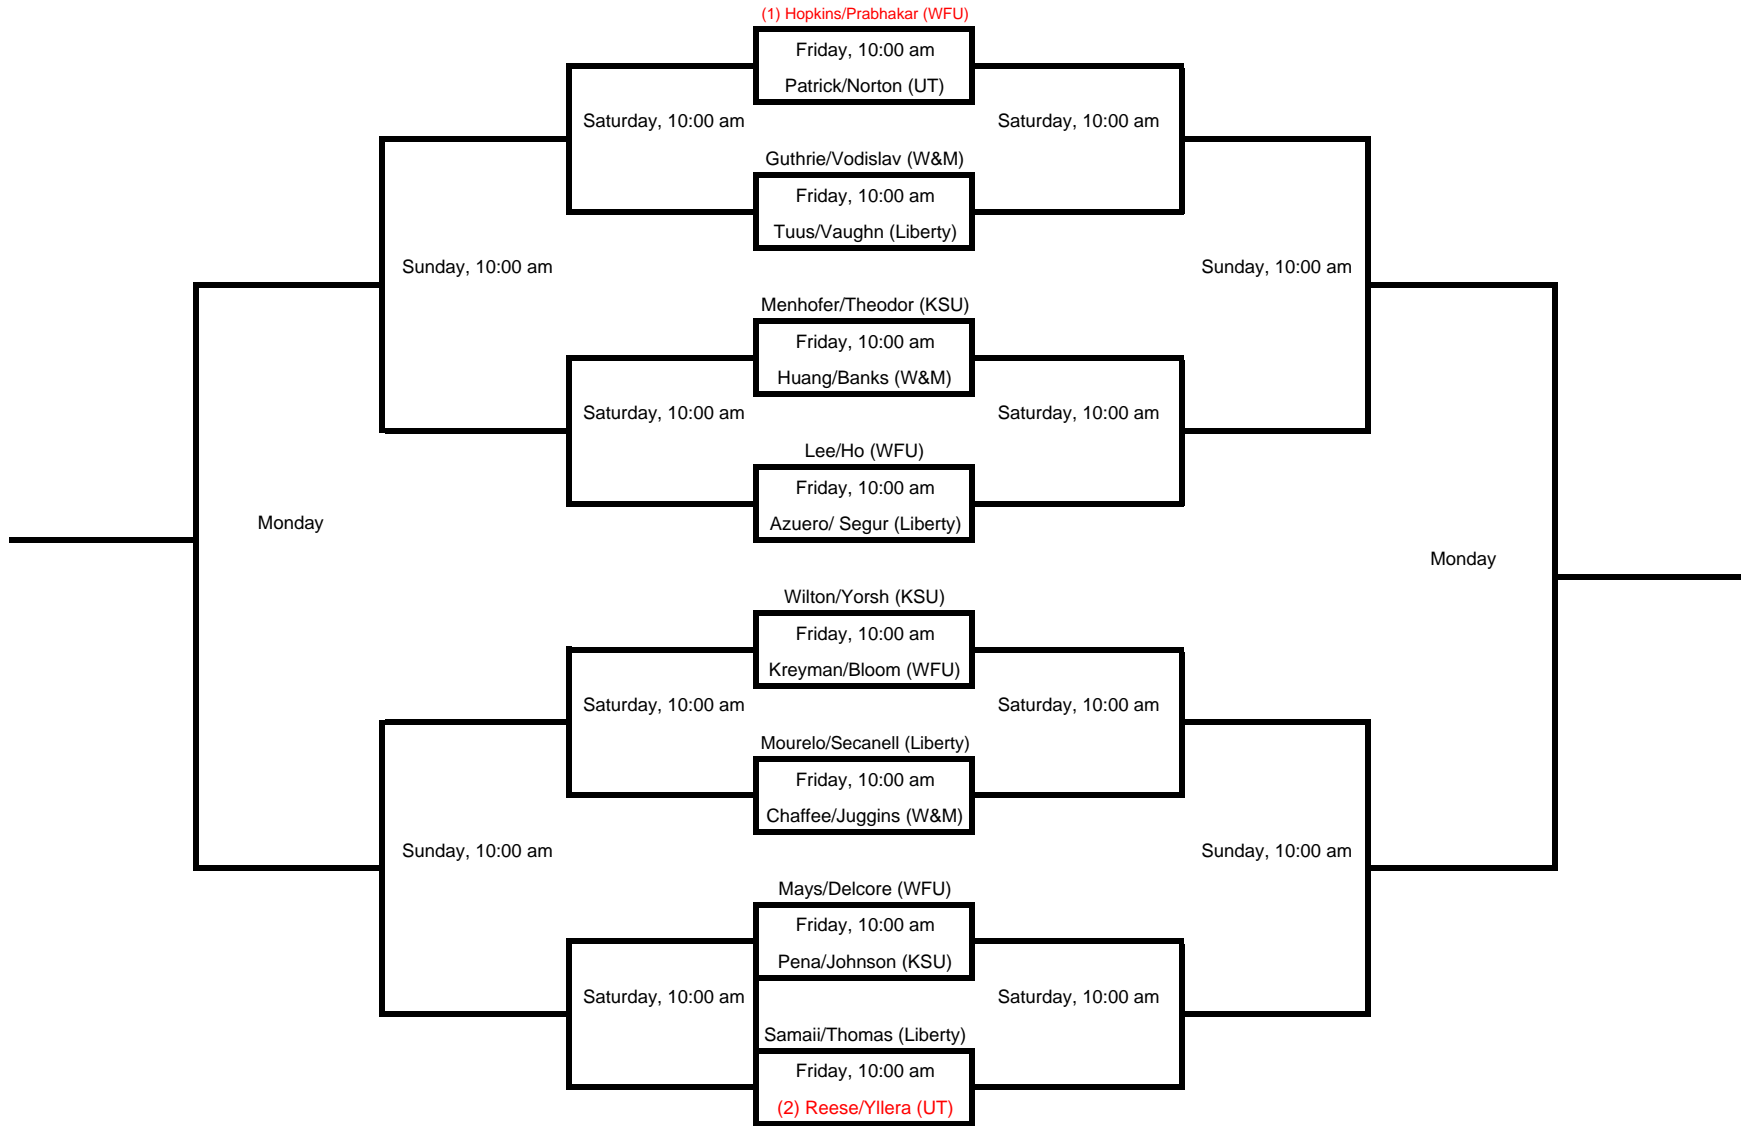 (1) Hopkins/Prabhakar (WFU)
Friday, 10:00 am
Patrick/Norton (UT)
Saturday, 10:00 am
Saturday, 10:00 am
Guthrie/Vodislav (W&M)
Friday, 10:00 am
Tuus/Vaughn (Liberty)
Sunday, 10:00 am
Sunday, 10:00 am
Menhofer/Theodor (KSU)
Friday, 10:00 am
Huang/Banks (W&M)
Saturday, 10:00 am
Saturday, 10:00 am
Lee/Ho (WFU)
Friday, 10:00 am
Azuero/ Segur (Liberty)
Monday
Monday
Wilton/Yorsh (KSU)
Friday, 10:00 am
Kreyman/Bloom (WFU)
Saturday, 10:00 am
Saturday, 10:00 am
Mourelo/Secanell (Liberty)
Friday, 10:00 am
Chaffee/Juggins (W&M)
Sunday, 10:00 am
Sunday, 10:00 am
Mays/Delcore (WFU)
Friday, 10:00 am
Pena/Johnson (KSU)
Saturday, 10:00 am
Saturday, 10:00 am
Samaii/Thomas (Liberty)
Friday, 10:00 am
(2) Reese/Yllera (UT)